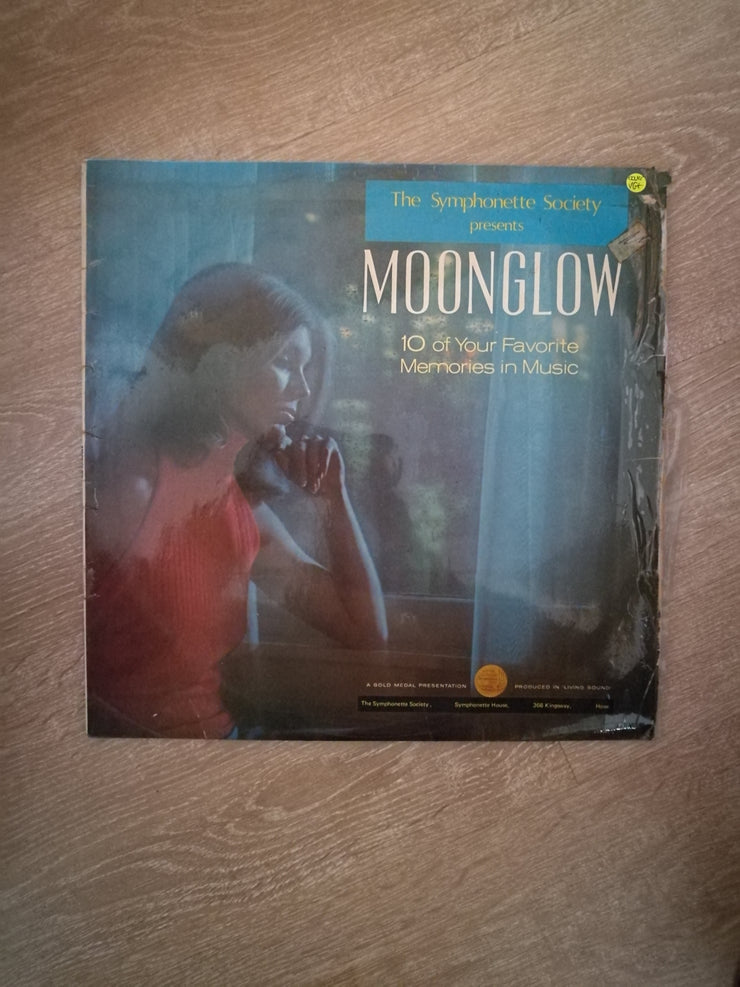 The Symphonette Society
presents
MOONGLOW
10 of Your Favorite
Memories in Music
A GOLD MEDAL PRESENTATION
PRODUCED IN 'LIVING SOUND'
The Symphonette Society, Symphonette House, 268 Kingsway,
VG+